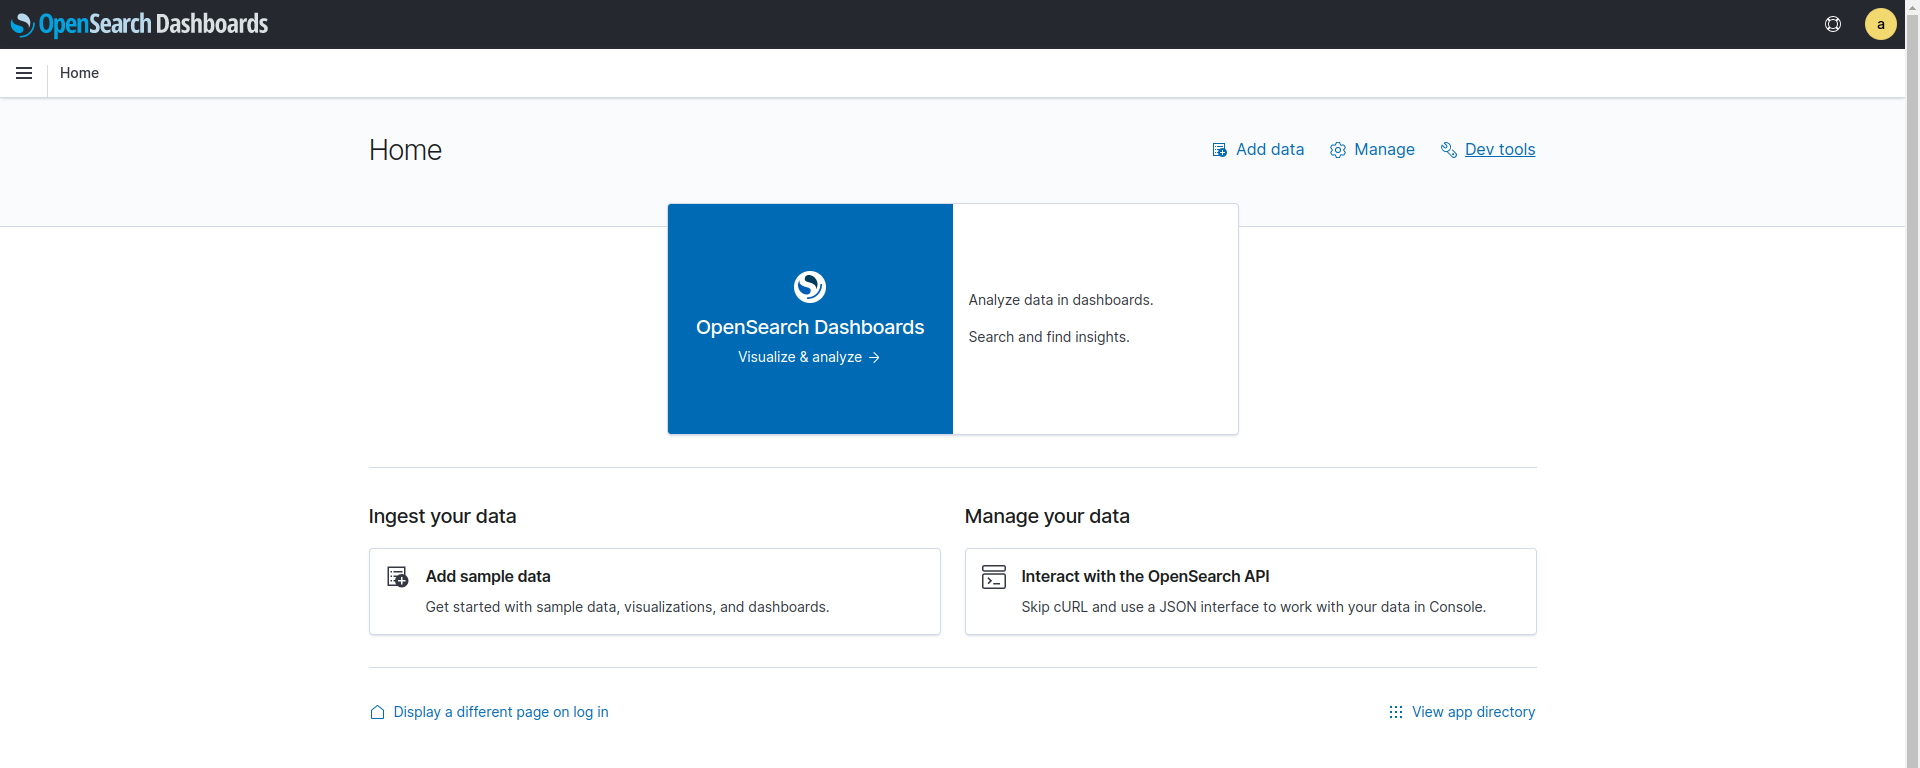 OpenSearch Dashboards
a
Home
Home
Add data
Manage
Dev tools
OpenSearch Dashboards
Visualize & analyze
Analyze data in dashboards.
Search and find insights.
Ingest your data
Add sample data
Get started with sample data, visualizations, and dashboards.
Manage your data
Interact with the OpenSearch API
Skip cURL and use a JSON interface to work with your data in Console.
Display a different page on log in
View app directory